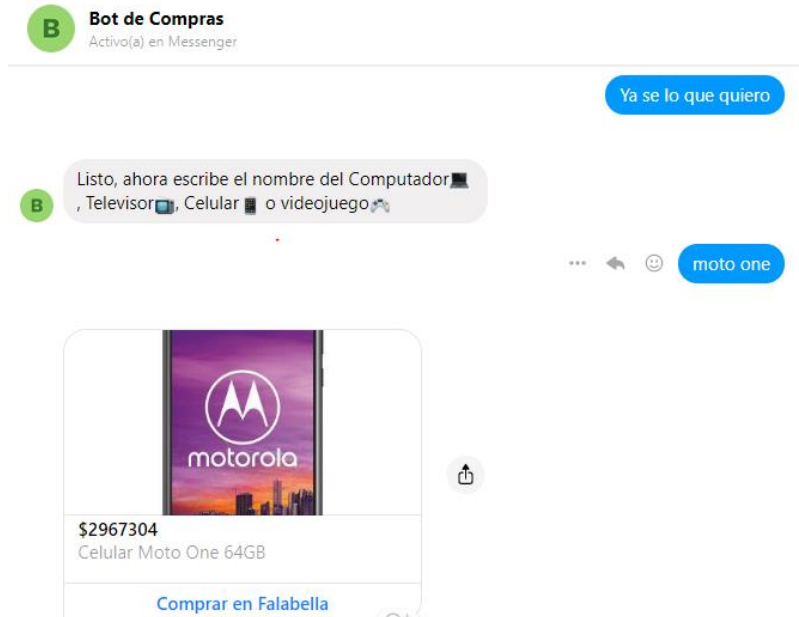 B
Bot de Compras
Activo(a) en Messenger
Ya se lo que quiero
Listo, ahora escribe el nombre del Computador💻
, Televisor📺, Celular📱 o videojuego🎮
B
moto one
motorola
$2967304
Celular Moto One 64GB
Comprar en Falabella